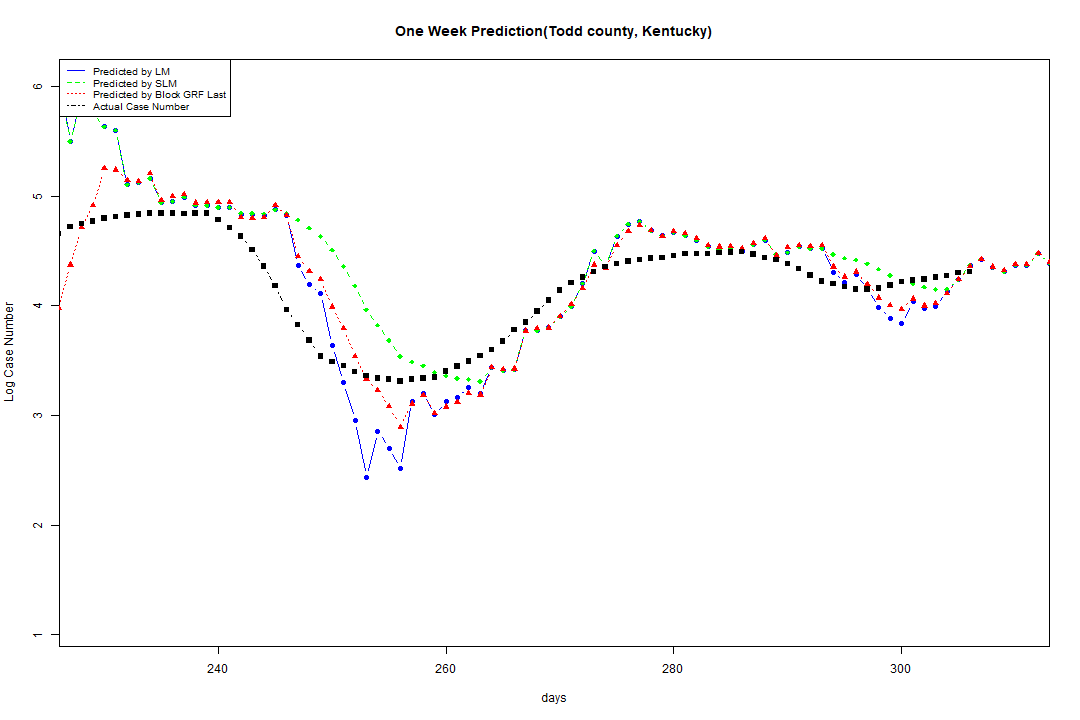 One Week Prediction(Todd county, Kentucky)
Predicted by LM
Predicted by SLM
Predicted by Block GRF Last
Actual Case Number
6
5
4
3
2
1
Log Case Number
240
260
280
300
days